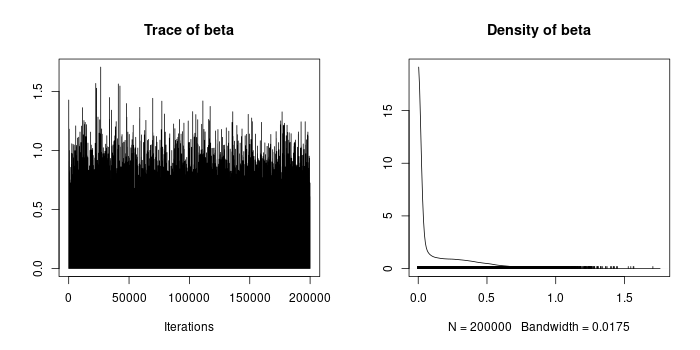 Trace of beta
0.0 0.5 1.0 1.5
0 50000 100000 150000 200000
Iterations
Density of beta
0 5 10 15
0.0 0.5 1.0 1.5
N = 200000 Bandwidth = 0.0175